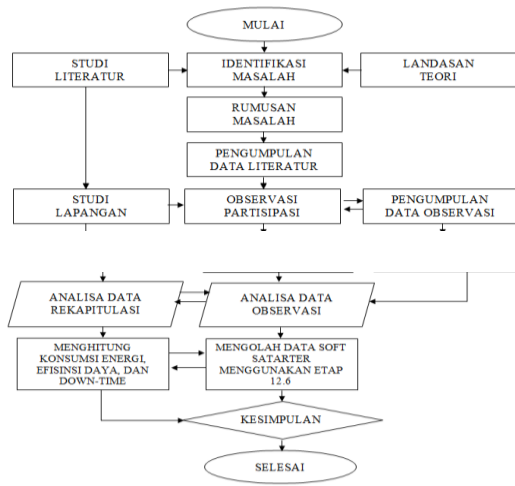 MULAI
STUDI
LITERATUR
IDENTIFIKASI
MASALAH
LANDASAN
TEORI
RUMUSAN
MASALAH
PENGUMPULAN
DATA LITERATUR
STUDI
LAPANGAN
OBSERVASI
PARTISIPASI
PENGUMPULAN
DATA OBSERVASI
ANALISA DATA
REKAPITULASI
ANALISA DATA
OBSERVASI
MENGHITUNG
KONSUMSI ENERGI,
EFISINSI DAYA, DAN
DOWN-TIME
MENGOLAH DATA SOFT
SATARTER
MENGGUNAKAN ETAP
12.6
KESIMPULAN
SELESAI